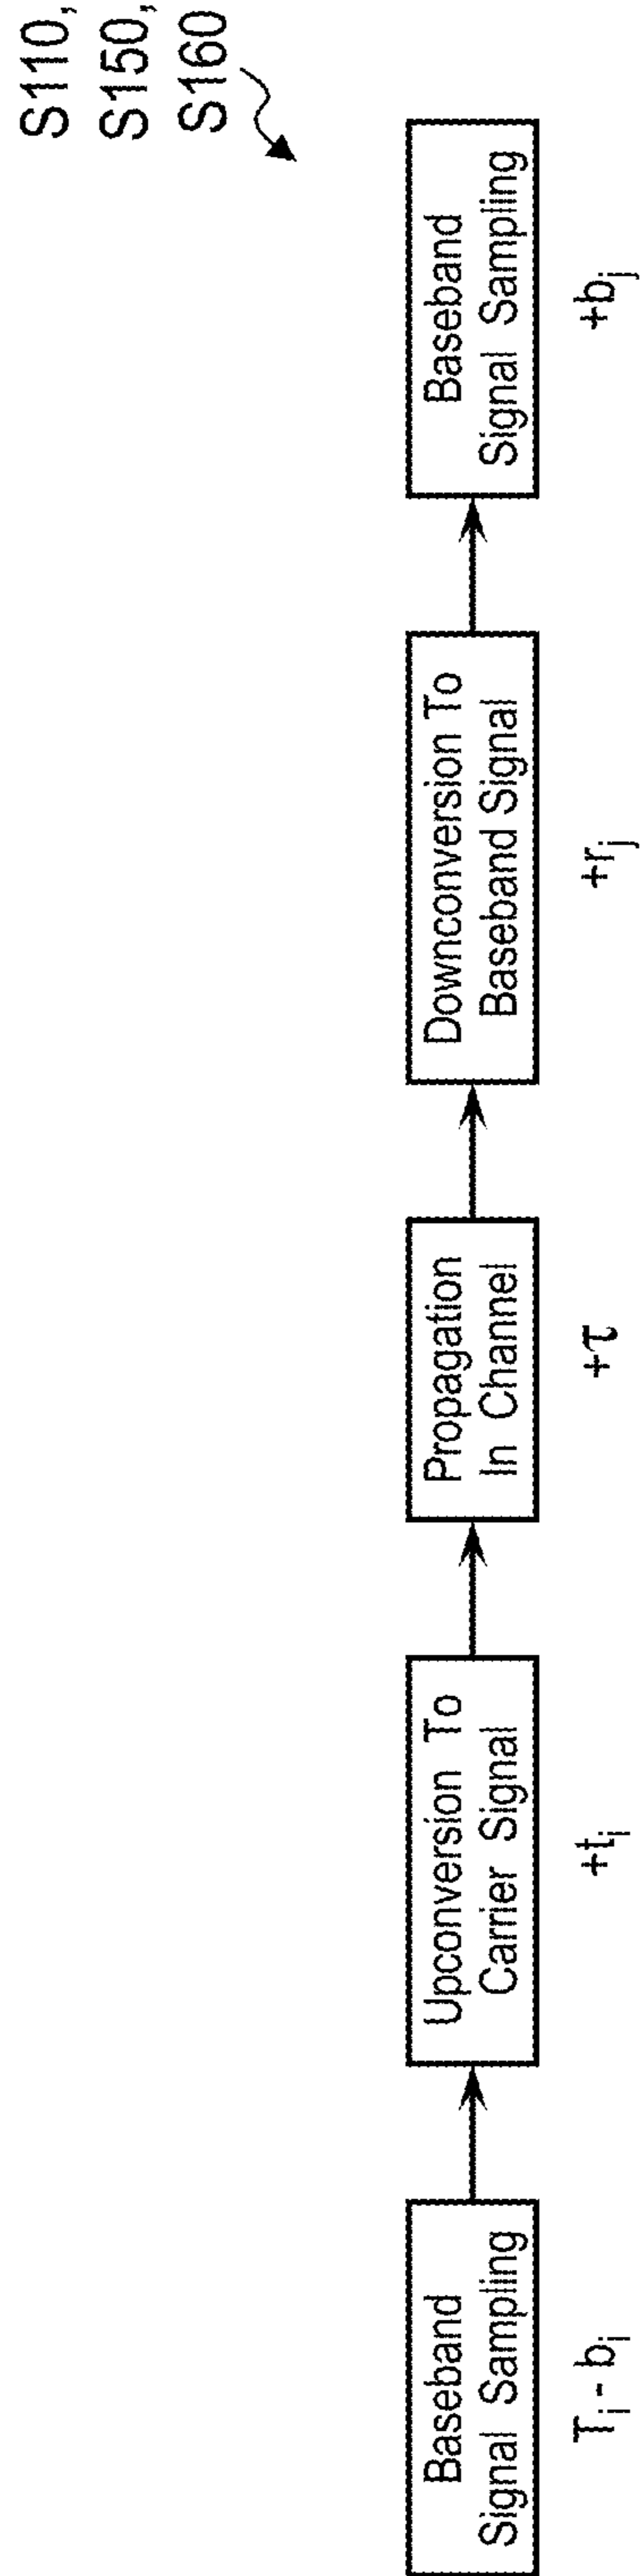 S110,
S150,
S160
Baseband
Signal Sampling
Upconversion To
Carrier Signal
Propagation
In Channel
Downconversion To
Baseband Signal
Baseband
Signal Sampling
Tᵢ - bᵢ
+tᵢ
+τ
+rⱼ
+bⱼ